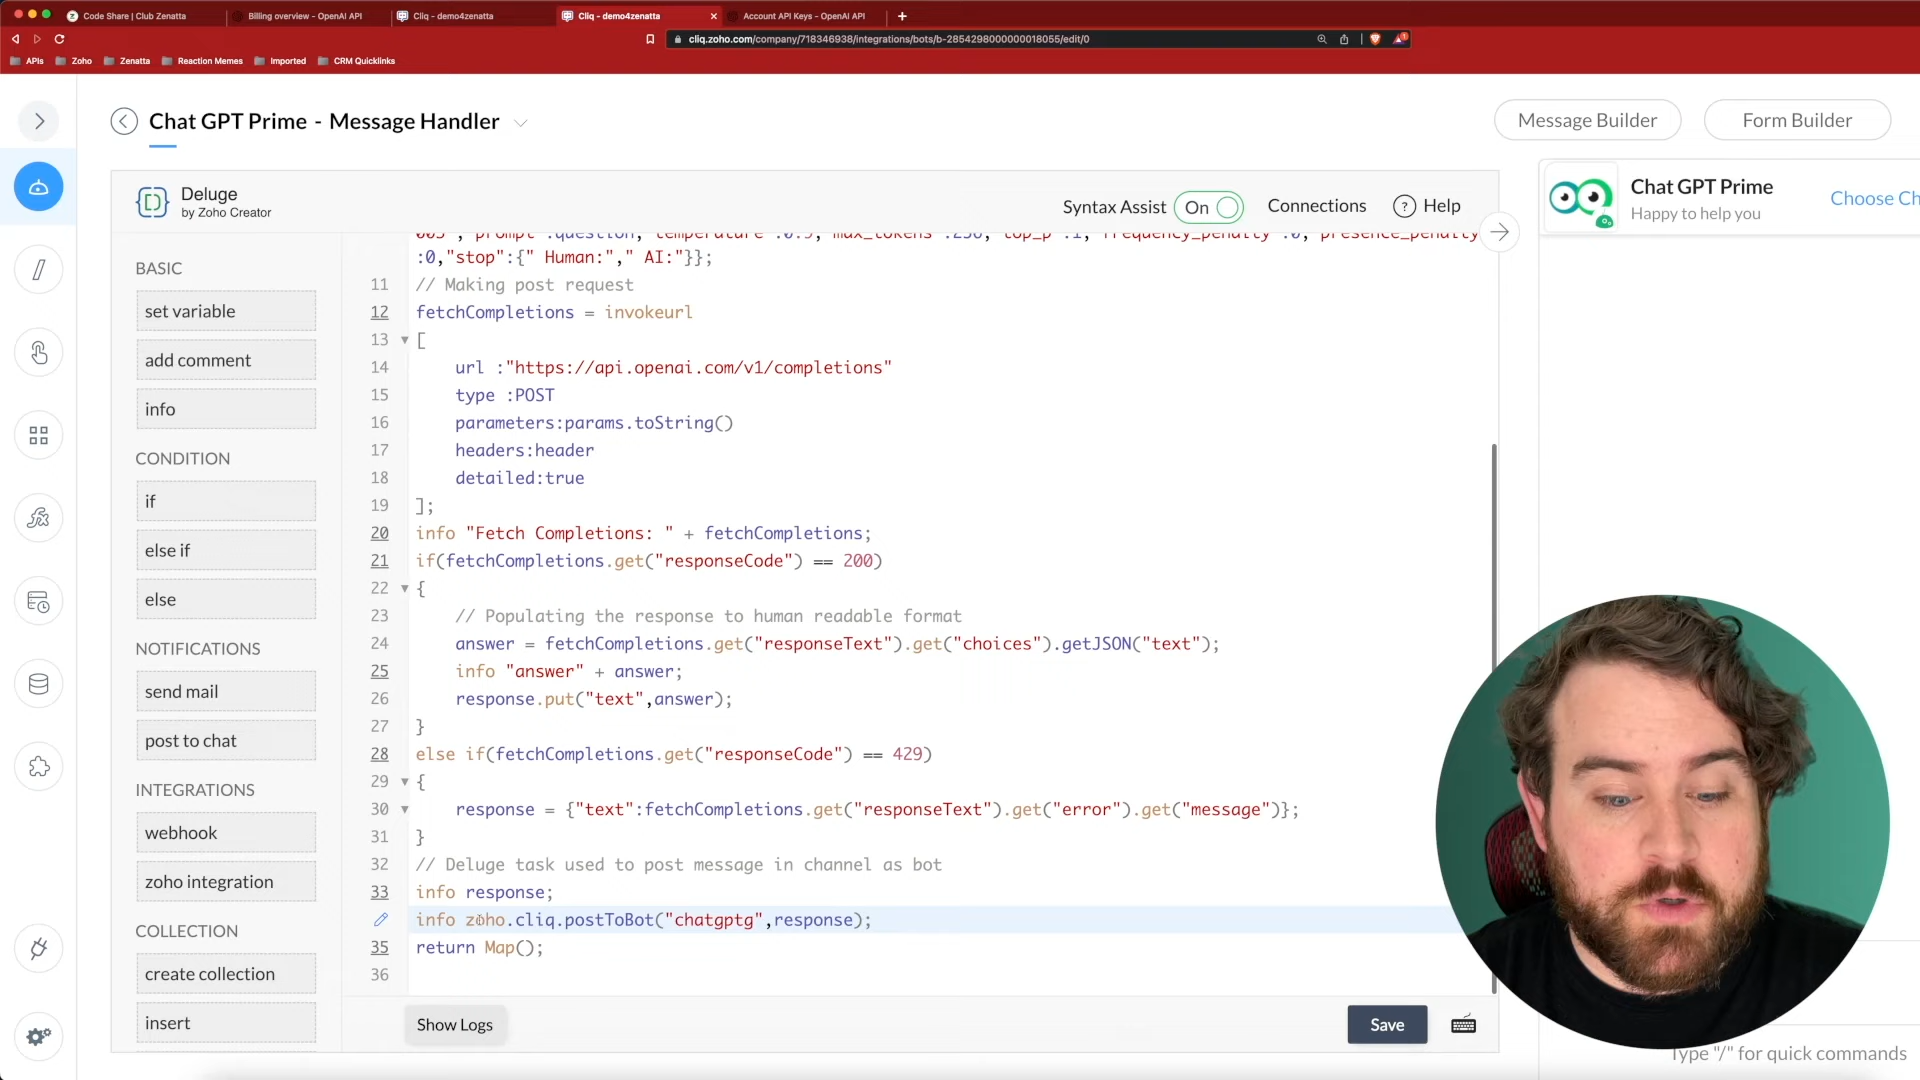 Code Share | Club Zenatta
Billing overview - OpenAI API
Cliq - demo4zenatta
Cliq - demo4zenatta
Account API Keys - OpenAI API
cliq.zoho.com/company/718346938/integrations/bots/b-2854298000000018055/edit/0
APIs
Zoho
Zenatta
Reaction Memes
Imported
CRM Quicklinks
Chat GPT Prime - Message Handler
Message Builder
Form Builder
Deluge
by Zoho Creator
Syntax Assist
On
Connections
? Help
Chat GPT Prime
Happy to help you
Choose Ch
BASIC
set variable
add comment
info
CONDITION
if
else if
else
NOTIFICATIONS
send mail
post to chat
INTEGRATIONS
webhook
zoho integration
COLLECTION
create collection
insert
:0,"stop":{" Human:"," AI:"}};
11 // Making post request
12 fetchCompletions = invokeurl
13 [
14 url :"https://api.openai.com/v1/completions"
15 type :POST
16 parameters:params.toString()
17 headers:header
18 detailed:true
19 ];
20 info "Fetch Completions: " + fetchCompletions;
21 if(fetchCompletions.get("responseCode") == 200)
22 {
23 // Populating the response to human readable format
24 answer = fetchCompletions.get("responseText").get("choices").getJSON("text");
25 info "answer" + answer;
26 response.put("text",answer);
27 }
28 else if(fetchCompletions.get("responseCode") == 429)
29 {
30 response = {"text":fetchCompletions.get("responseText").get("error").get("message")};
31 }
32 // Deluge task used to post message in channel as bot
33 info response;
info zoho.cliq.postToBot("chatgptg",response);
35 return Map();
36
Show Logs
Save
Type "/" for quick commands